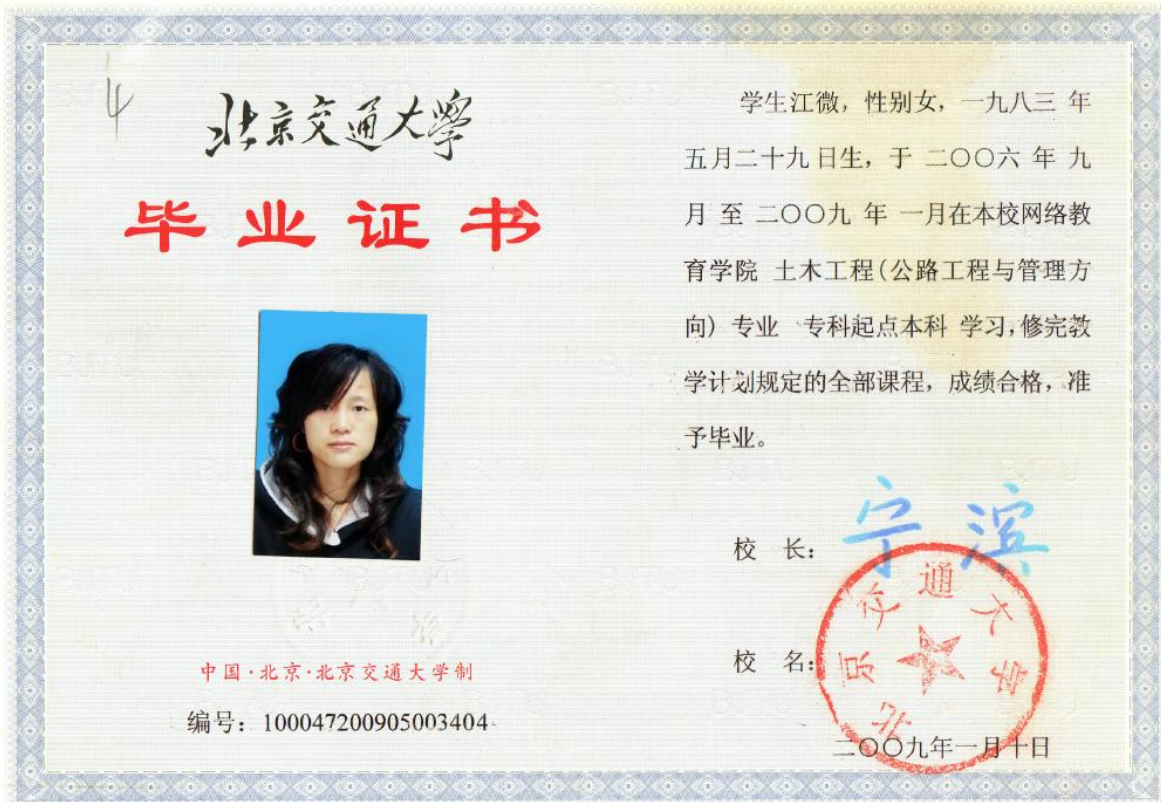 4
北京交通大學
毕业证书
中国·北京·北京交通大学制
编号：100047200905003404
学生江微，性别女，一九八三 年
五月二十九日生，于 二〇〇六 年 九
月 至 二〇〇九 年 一月在本校网络教
育学院 土木工程(公路工程与管理方
向) 专业 专科起点本科 学习，修完教
学计划规定的全部课程，成绩合格，准
予毕业。
校 长：宁滨
校 名：
北京交通大学
二〇〇九年一月十日